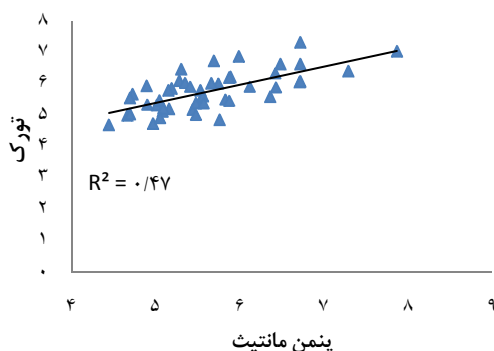 ۸
۷
۶
۵
۴
۳
۲
۱
۰
تورک
R² = ۰/۴۷
۴ ۵ ۶ ۷ ۸ ۹
پنمن مانتیث